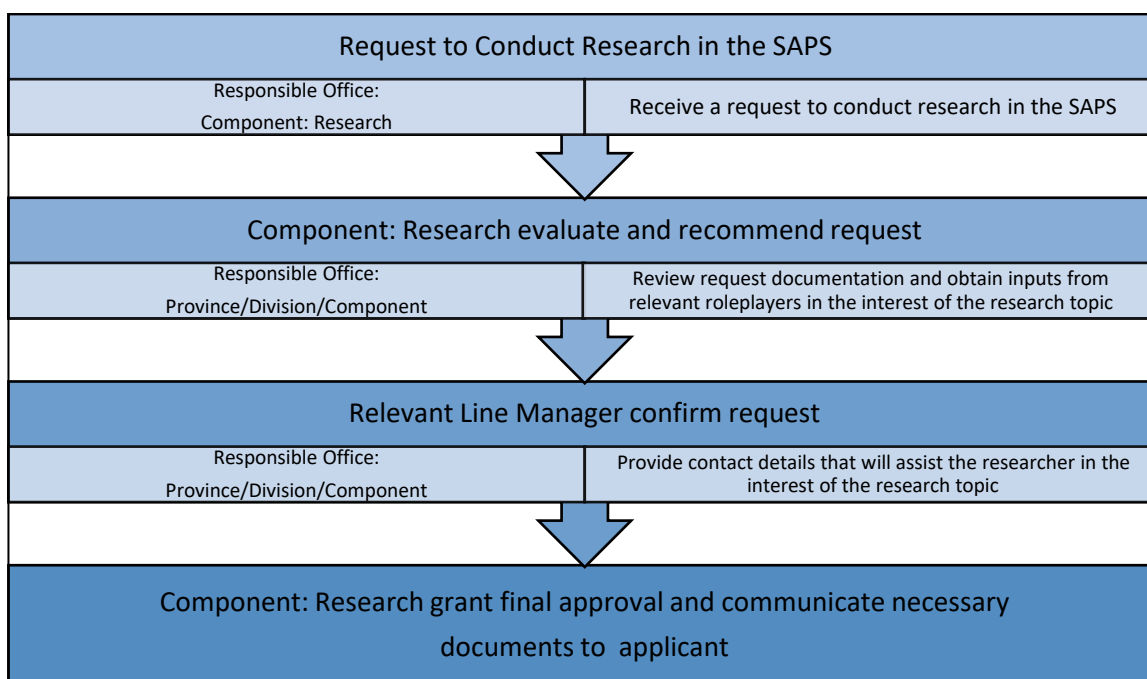 Request to Conduct Research in the SAPS
Responsible Office:
Component: Research
Receive a request to conduct research in the SAPS
Component: Research evaluate and recommend request
Responsible Office:
Province/Division/Component
Review request documentation and obtain inputs from
relevant roleplayers in the interest of the research topic
Relevant Line Manager confirm request
Responsible Office:
Province/Division/Component
Provide contact details that will assist the researcher in the
interest of the research topic
Component: Research grant final approval and communicate necessary
documents to applicant